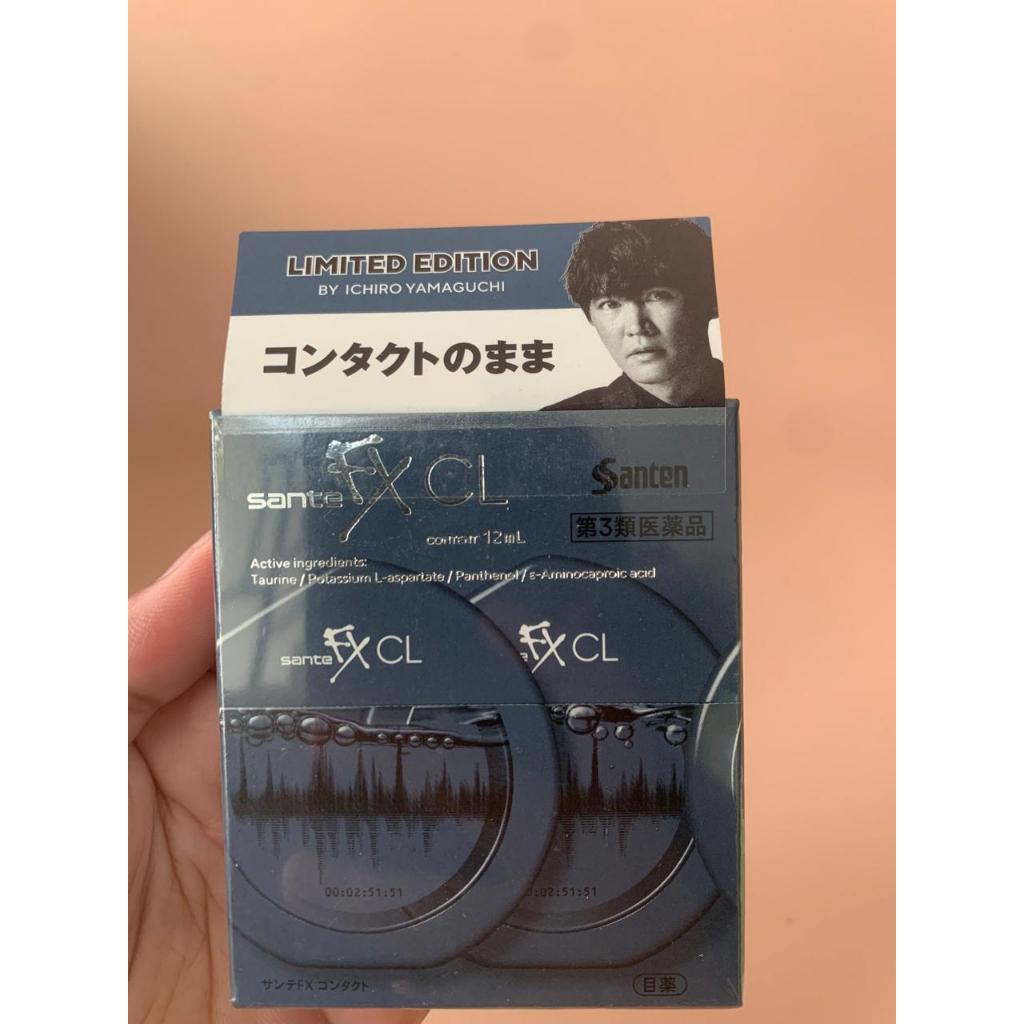 LIMITED EDITION
BY ICHIRO YAMAGUCHI
コンタクトのまま
sante FX CL
Santen
contain 12mL
第3類医薬品
Active ingredients:
Taurine / Potassium L-aspartate / Panthenol / ε-Aminocaproic acid
sante FX CL
FX CL
00:02:51:51
:02:51:51
サンテFX コンタクト
目薬